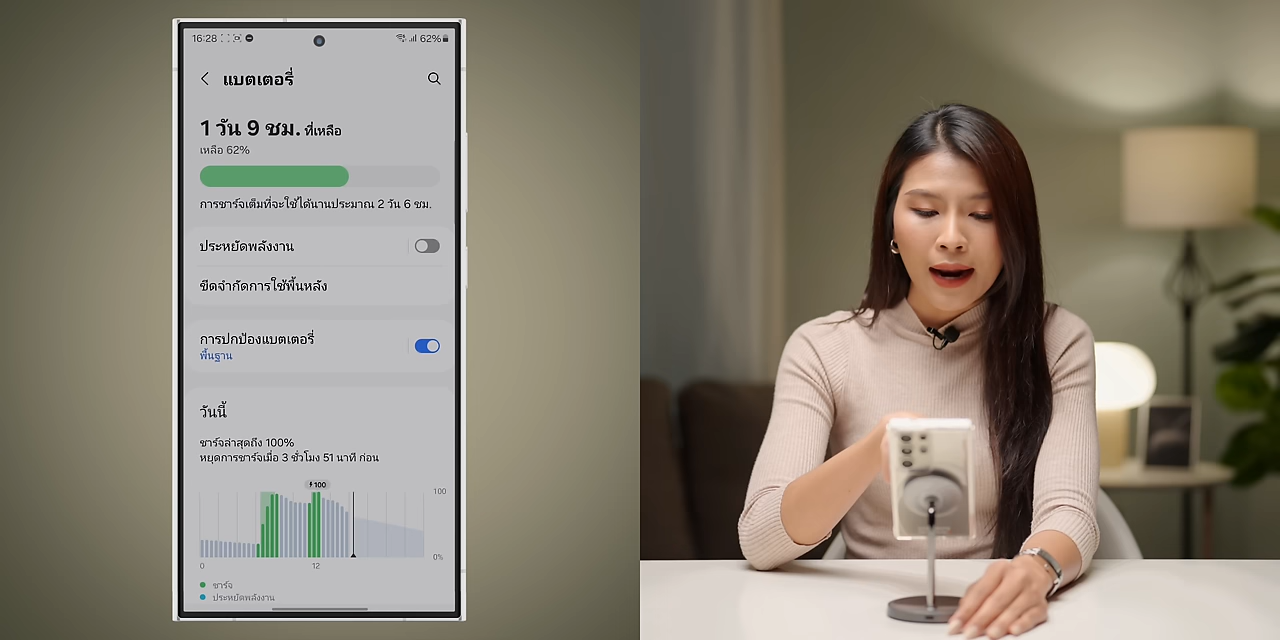 16:28 62%
แบตเตอรี่
1 วัน 9 ชม. ที่เหลือ
เหลือ 62%
การชาร์จเต็มที่จะใช้ได้นานประมาณ 2 วัน 6 ชม.
ประหยัดพลังงาน
ขีดจำกัดการใช้พื้นหลัง
การปกป้องแบตเตอรี่
พื้นฐาน
วันนี้
ชาร์จล่าสุดถึง 100%
หยุดการชาร์จเมื่อ 3 ชั่วโมง 51 นาที ก่อน
100
100
0%
0 12
ชาร์จ
ประหยัดพลังงาน